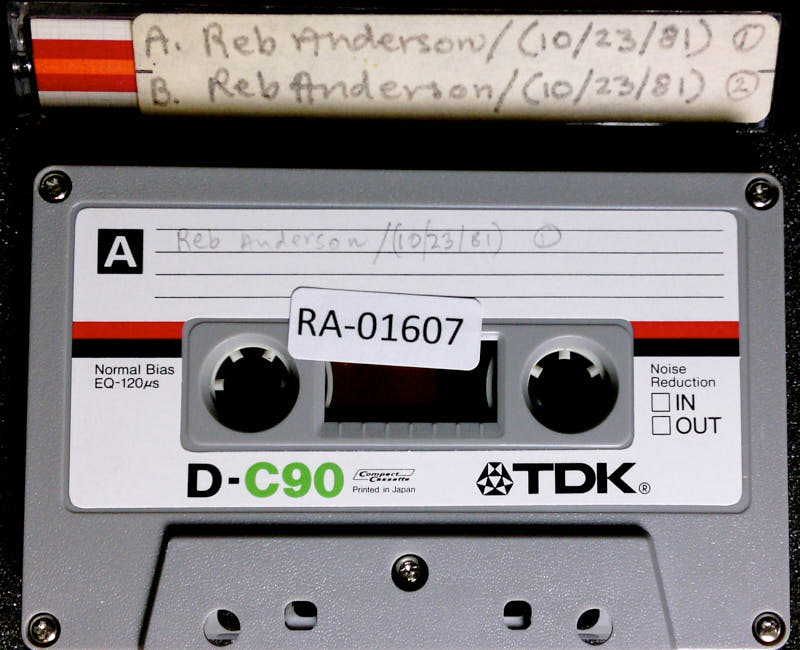 A. Reb Anderson/(10/23/81) ①
B. Reb Anderson/(10/23/81) ②
A
Reb Anderson/(10/23/81) ①
RA-01607
Normal Bias
EQ-120μs
Noise
Reduction
IN
OUT
D-C90
Compact
Cassette
Printed in Japan
TDK®